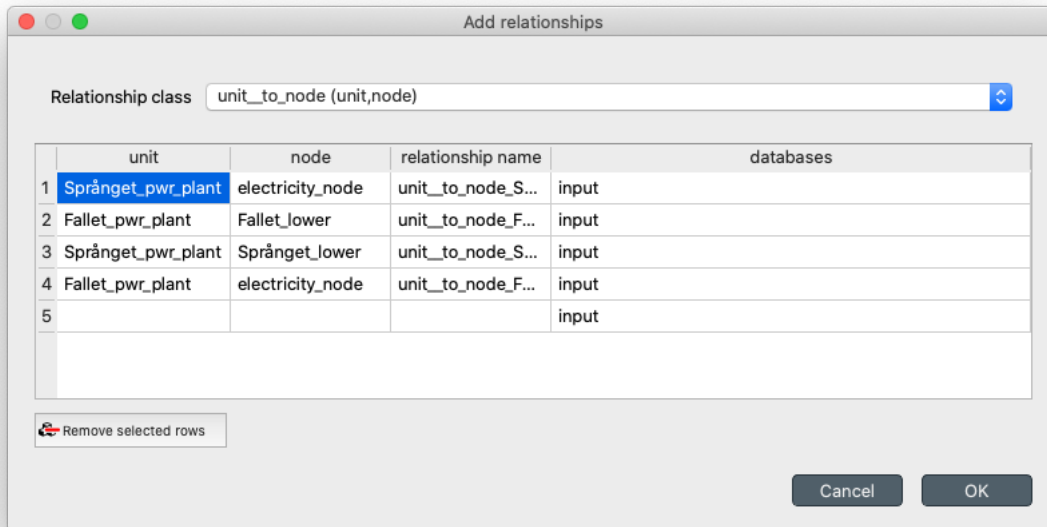 Add relationships
Relationship class unit__to_node (unit,node)
unit node relationship name databases
1 Språnget_pwr_plant electricity_node unit__to_node_S... input
2 Fallet_pwr_plant Fallet_lower unit__to_node_F... input
3 Språnget_pwr_plant Språnget_lower unit__to_node_S... input
4 Fallet_pwr_plant electricity_node unit__to_node_F... input
5 input
Remove selected rows
Cancel OK